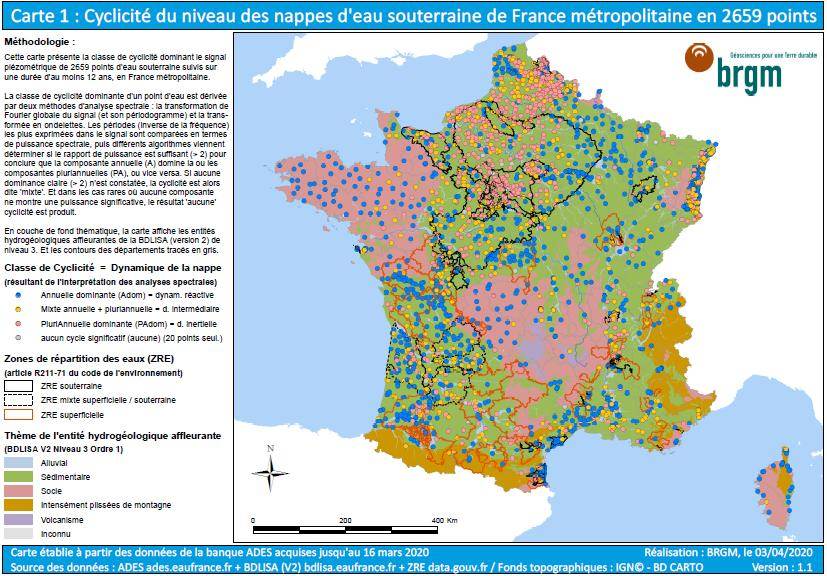 Carte 1 : Cyclicité du niveau des nappes d'eau souterraine de France métropolitaine en 2659 points
Méthodologie :
Cette carte présente la classe de cyclicité dominant le signal
piézométrique de 2659 points d'eau souterraine suivis sur
une durée d'au moins 12 ans, en France métropolitaine.
La classe de cyclicité dominante d'un point d'eau est dérivée
par deux méthodes d'analyse spectrale : la transformation de
Fourier globale du signal (et son périodogramme) et la trans-
formée en ondelettes. Les périodes (inverse de la fréquence)
les plus exprimées dans le signal sont comparées en termes
de puissance spectrale, puis différents algorithmes viennent
déterminer si le rapport de puissance est suffisant (> 2) pour
conclure que la composante annuelle (A) domine la ou les
composantes pluriannuelles (PA), ou vice versa. Si aucune
dominance claire (> 2) n'est constatée, la cyclicité est alors
dite 'mixte'. Et dans les cas rares où aucune composante
ne montre une puissance significative, le résultat 'aucune'
cyclicité est produit.
En couche de fond thématique, la carte affiche les entités
hydrogéologiques affleurantes de la BDLISA (version 2) de
niveau 3. Et les contours des départements tracés en gris.
Classe de Cyclicité = Dynamique de la nappe
(résultant de l'interprétation des analyses spectrales)
Annuelle dominante (Adom) = dynam. réactive
Mixte annuelle + pluriannuelle = d. intermédiaire
PluriAnnuelle dominante (PAdom) = d. inertielle
aucun cycle significatif (aucune) (20 points seul.)
Zones de répartition des eaux (ZRE)
(article R211-71 du code de l'environnement)
ZRE souterraine
ZRE mixte superficielle / souterraine
ZRE superficielle
Thème de l'entité hydrogéologique affleurante
(BDLISA V2 Niveau 3 Ordre 1)
Alluvial
Sédimentaire
Socle
Intensément plissées de montagne
Volcanisme
Inconnu
Géosciences pour une Terre durable
brgm
N
0 200 400 Km
Carte établie à partir des données de la banque ADES acquises jusqu'au 16 mars 2020
Réalisation : BRGM, le 03/04/2020
Source des données : ADES ades.eaufrance.fr + BDLISA (V2) bdlisa.eaufrance.fr + ZRE data.gouv.fr / Fonds topographiques : IGN© - BD CARTO
Version : 1.1